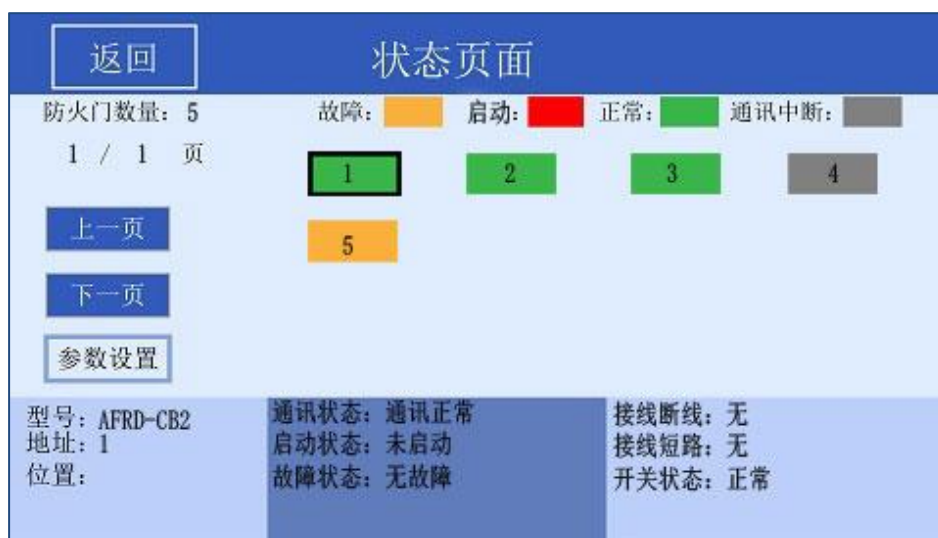 返回 状态页面
防火门数量: 5 故障: 启动: 正常: 通讯中断:
1 / 1 页
1 2 3 4
上一页
5
下一页
参数设置
型号: AFRD-CB2
地址: 1
位置:
通讯状态: 通讯正常
启动状态: 未启动
故障状态: 无故障
接线断线: 无
接线短路: 无
开关状态: 正常